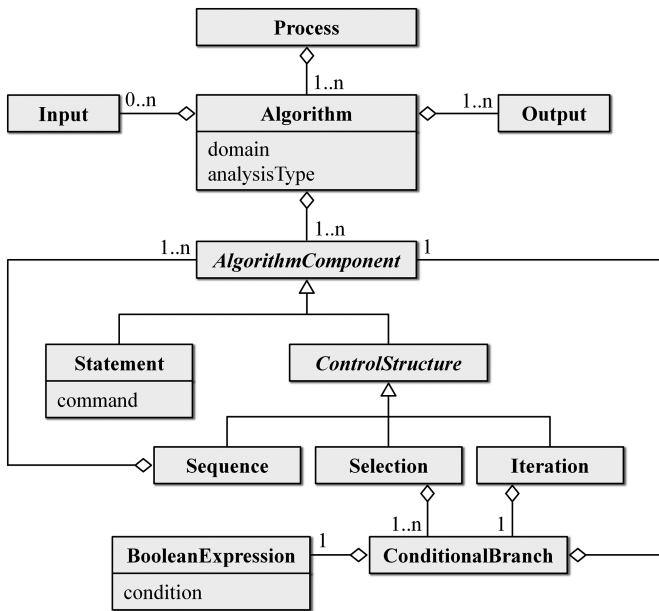 Process
1..n
Input
0..n
Algorithm
1..n
Output
domain
analysisType
1..n
1..n
AlgorithmComponent
1
Statement
command
ControlStructure
Sequence
Selection
Iteration
1..n
1
BooleanExpression
1
ConditionalBranch
condition